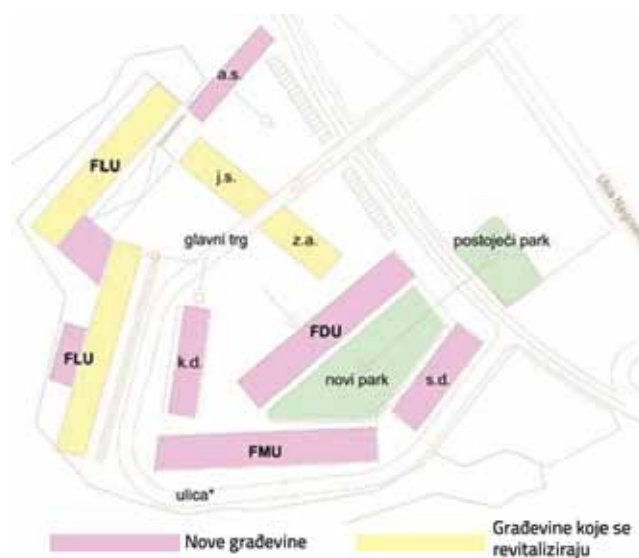 a.s.
FLU
j.s.
glavni trg
z.a.
postojeći park
FLU
k.d.
FDU
novi park
s.d.
FMU
ulica*
Nove građevine
Građevine koje se
revitaliziraju